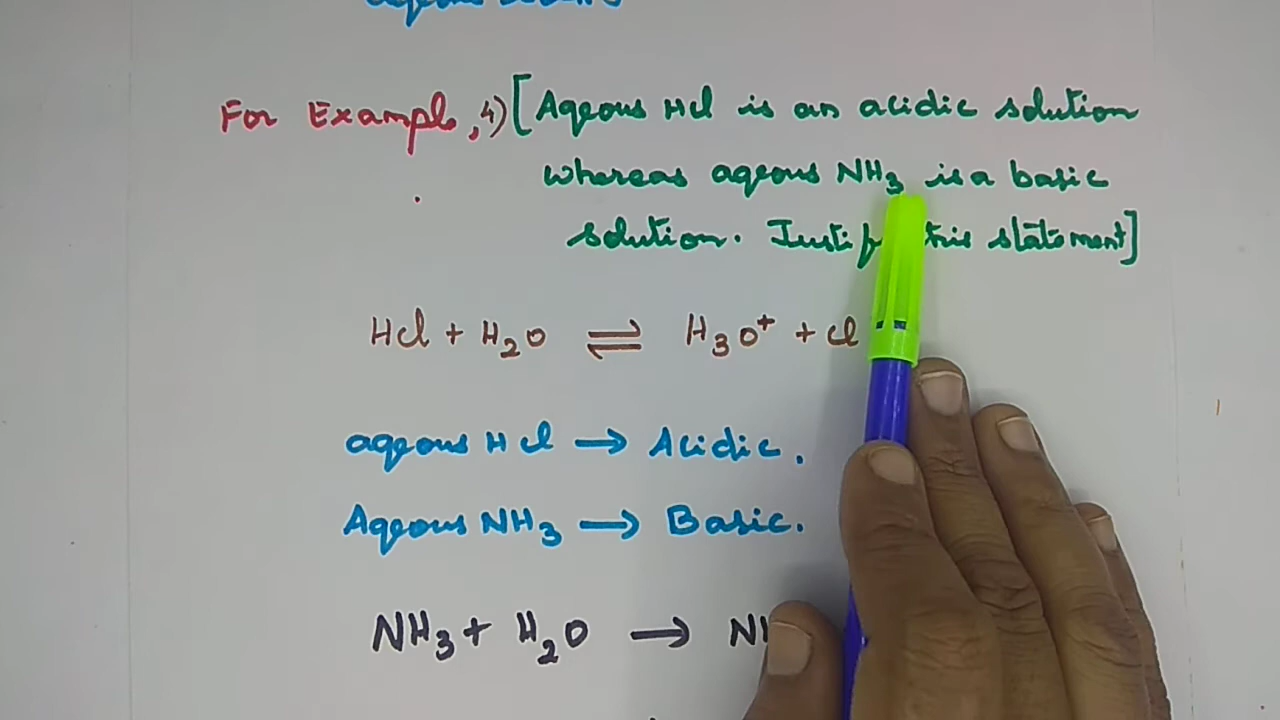 For Example, 4) [Aqeous HCl is an acidic solution
whereas aqeous NH3 is a basic
solution. this statement]
HCl + H2O ⇌ H3O+ + Cl
aqeous HCl → Acidic.
Aqeous NH3 → Basic.
NH3 + H2O →